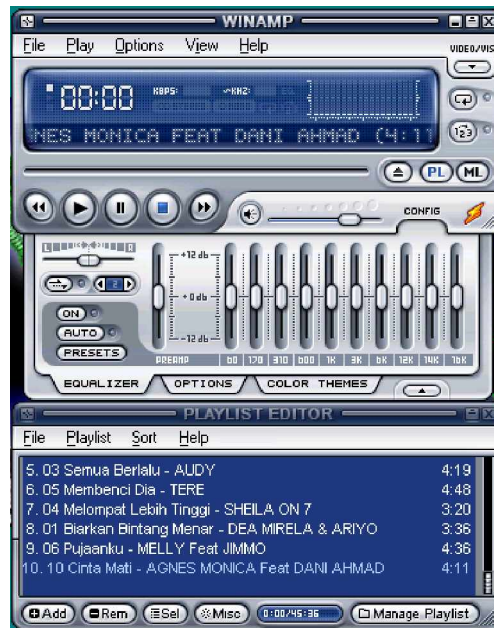 WINAMP
File Play Options View Help
VIDEO/VIS
00:00 KBPS: KHZ:
NES MONICA FEAT DANI AHMAD (4:11
PL ML
CONFIG
L R
+12 db
+0 db
-12 db
2
ON
AUTO
PRESETS
PREAMP 60 170 310 600 1K 3K 6K 12K 14K 16K
EQUALIZER OPTIONS COLOR THEMES
PLAYLIST EDITOR
File Playlist Sort Help
5. 03 Semua Berlalu - AUDY 4:19
6. 05 Membenci Dia - TERE 4:48
7. 04 Melompat Lebih Tinggi - SHEILA ON 7 3:20
8. 01 Biarkan Bintang Menar - DEA MIRELA & ARIYO 3:36
9. 06 Pujaanku - MELLY Feat JIMMO 4:36
10. 10 Cinta Mati - AGNES MONICA Feat DANI AHMAD 4:11
Add Rem Sel Misc 0:00/45:36 Manage Playlist